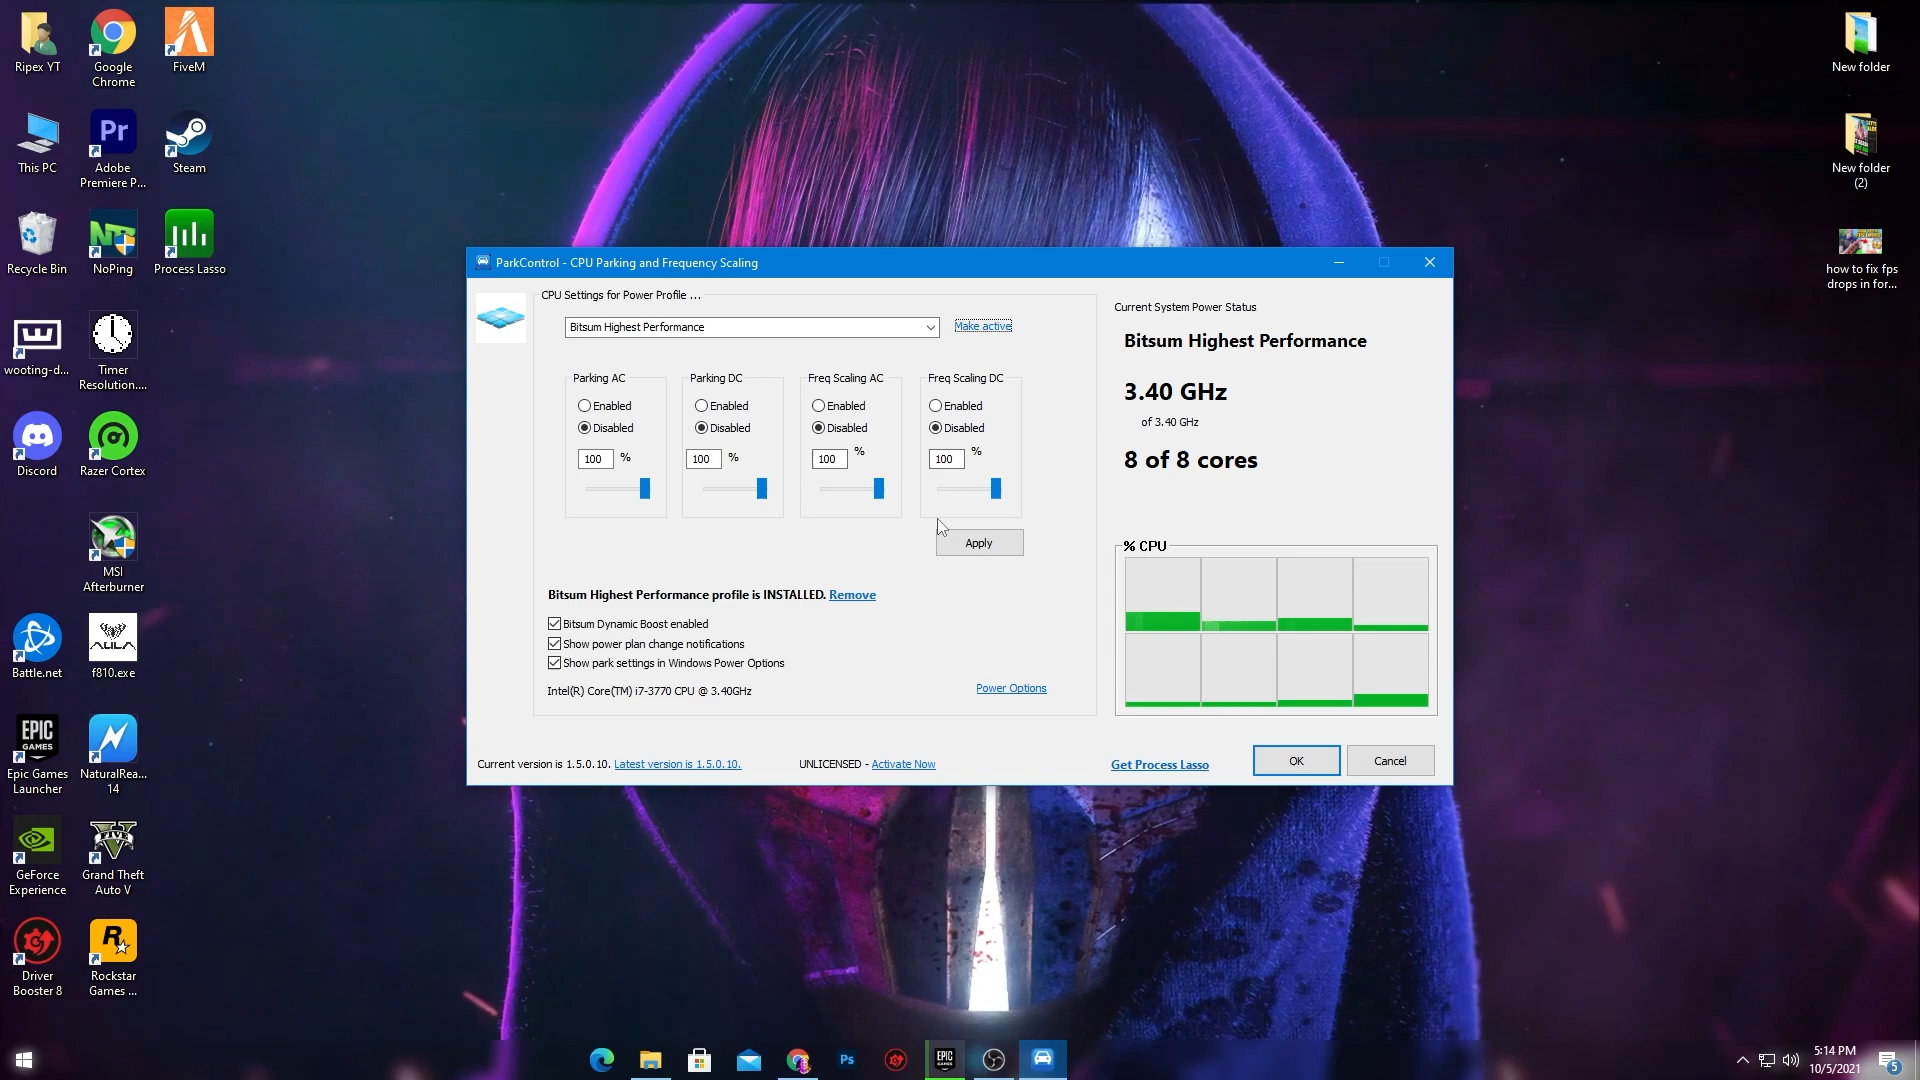 Ripex YT
Google
Chrome
FiveM
This PC
Pr
Adobe
Premiere P...
Steam
Recycle Bin
NoPing
Process Lasso
wooting-d...
Timer
Resolution....
Discord
Razer Cortex
MSI
Afterburner
Battle.net
AULA
f810.exe
EPIC
GAMES
Epic Games
Launcher
NaturalRea...
14
GeForce
Experience
FIVE
Grand Theft
Auto V
Driver
Booster 8
R
Rockstar
Games ...
New folder
New folder
(2)
how to fix fps
drops in for...
ParkControl - CPU Parking and Frequency Scaling
CPU Settings for Power Profile ...
Bitsum Highest Performance
Make active
Parking AC
Enabled
Disabled
100 %
Parking DC
Enabled
Disabled
100 %
Freq Scaling AC
Enabled
Disabled
100 %
Freq Scaling DC
Enabled
Disabled
100 %
Apply
Bitsum Highest Performance profile is INSTALLED. Remove
Bitsum Dynamic Boost enabled
Show power plan change notifications
Show park settings in Windows Power Options
Intel(R) Core(TM) i7-3770 CPU @ 3.40GHz
Power Options
Current System Power Status
Bitsum Highest Performance
3.40 GHz
of 3.40 GHz
8 of 8 cores
% CPU
Current version is 1.5.0.10. Latest version is 1.5.0.10.
UNLICENSED - Activate Now
Get Process Lasso
OK
Cancel
Ps
EPIC
GAMES
5:14 PM
10/5/2021
5